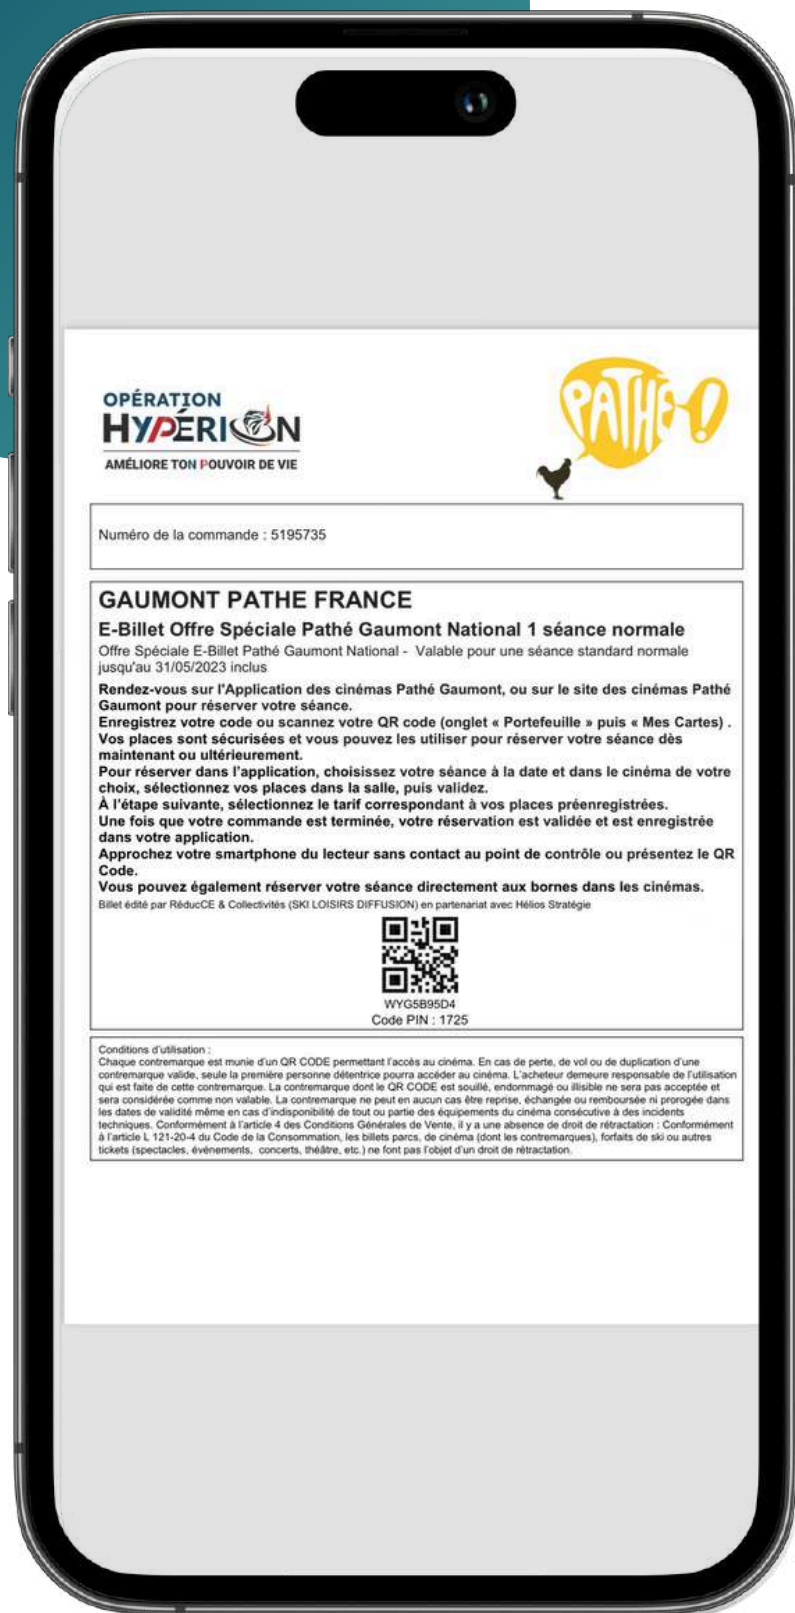 OPÉRATION
HYPÉRION
AMÉLIORE TON POUVOIR DE VIE
PATHÉ!
Numéro de la commande : 5195735
GAUMONT PATHE FRANCE
E-Billet Offre Spéciale Pathé Gaumont National 1 séance normale
Offre Spéciale E-Billet Pathé Gaumont National - Valable pour une séance standard normale
jusqu'au 31/05/2023 inclus
Rendez-vous sur l'Application des cinémas Pathé Gaumont, ou sur le site des cinémas Pathé
Gaumont pour réserver votre séance.
Enregistrez votre code ou scannez votre QR code (onglet « Portefeuille » puis « Mes Cartes) .
Vos places sont sécurisées et vous pouvez les utiliser pour réserver votre séance dès
maintenant ou ultérieurement.
Pour réserver dans l'application, choisissez votre séance à la date et dans le cinéma de votre
choix, sélectionnez vos places dans la salle, puis validez.
À l'étape suivante, sélectionnez le tarif correspondant à vos places préenregistrées.
Une fois que votre commande est terminée, votre réservation est validée et est enregistrée
dans votre application.
Approchez votre smartphone du lecteur sans contact au point de contrôle ou présentez le QR
Code.
Vous pouvez également réserver votre séance directement aux bornes dans les cinémas.
Billet édité par RéducCE & Collectivités (SKI LOISIRS DIFFUSION) en partenariat avec Hélios Stratégie
WYG5B95D4
Code PIN : 1725
Conditions d'utilisation :
Chaque contremarque est munie d'un QR CODE permettant l'accès au cinéma. En cas de perte, de vol ou de duplication d'une
contremarque valide, seule la première personne détentrice pourra accéder au cinéma. L'acheteur demeure responsable de l'utilisation
qui est faite de cette contremarque. La contremarque dont le QR CODE est souillé, endommagé ou illisible ne sera pas acceptée et
sera considérée comme non valable. La contremarque ne peut en aucun cas être reprise, échangée ou remboursée ni prorogée dans
les dates de validité même en cas d'indisponibilité de tout ou partie des équipements du cinéma consécutive à des incidents
techniques. Conformément à l'article 4 des Conditions Générales de Vente, il y a une absence de droit de rétractation : Conformément
à l'article L 121-20-4 du Code de la Consommation, les billets parcs, de cinéma (dont les contremarques), forfaits de ski ou autres
tickets (spectacles, événements, concerts, théâtre, etc.) ne font pas l'objet d'un droit de rétractation.